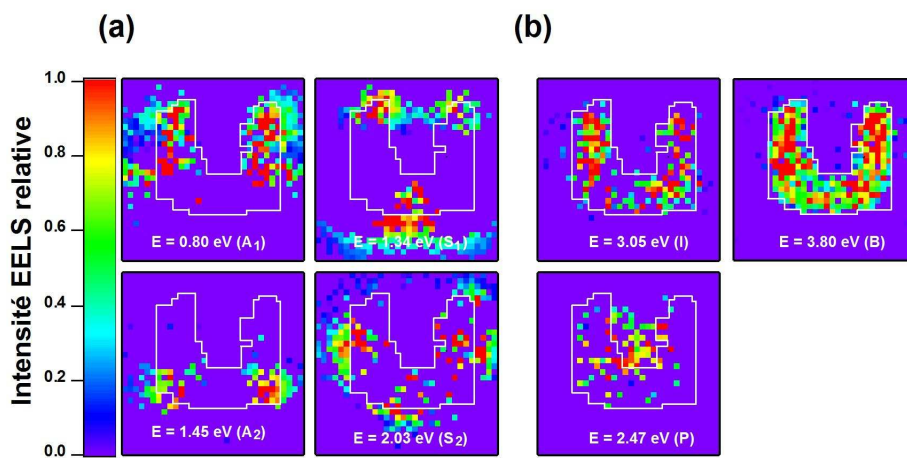 (a)
(b)
Intensité EELS relative
1.0
0.8
0.6
0.4
0.2
0.0
E = 0.80 eV (A1)
E = 1.34 eV (S1)
E = 3.05 eV (I)
E = 3.80 eV (B)
E = 1.45 eV (A2)
E = 2.03 eV (S2)
E = 2.47 eV (P)